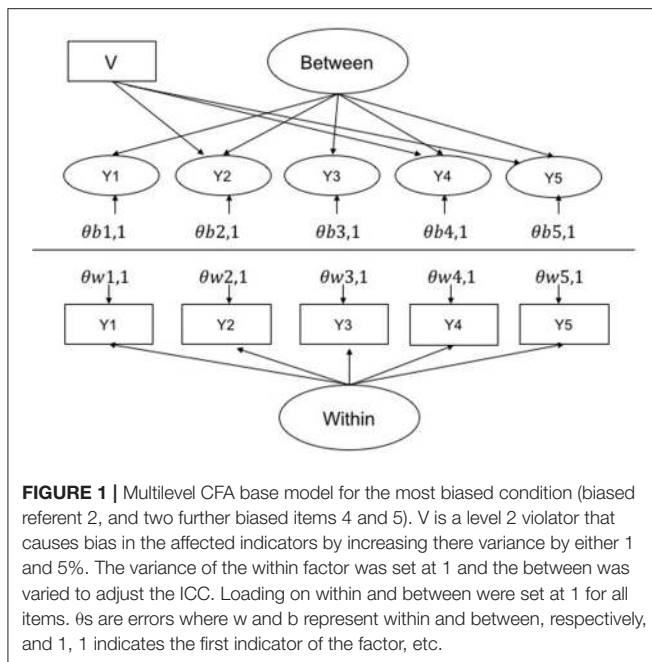 V
Between
Y1 Y2 Y3 Y4 Y5
θb1,1 θb2,1 θb3,1 θb4,1 θb5,1
θw1,1 θw2,1 θw3,1 θw4,1 θw5,1
Y1 Y2 Y3 Y4 Y5
Within
FIGURE 1 | Multilevel CFA base model for the most biased condition (biased
referent 2, and two further biased items 4 and 5). V is a level 2 violator that
causes bias in the affected indicators by increasing there variance by either 1
and 5%. The variance of the within factor was set at 1 and the between was
varied to adjust the ICC. Loading on within and between were set at 1 for all
items. θs are errors where w and b represent within and between, respectively,
and 1, 1 indicates the first indicator of the factor, etc.